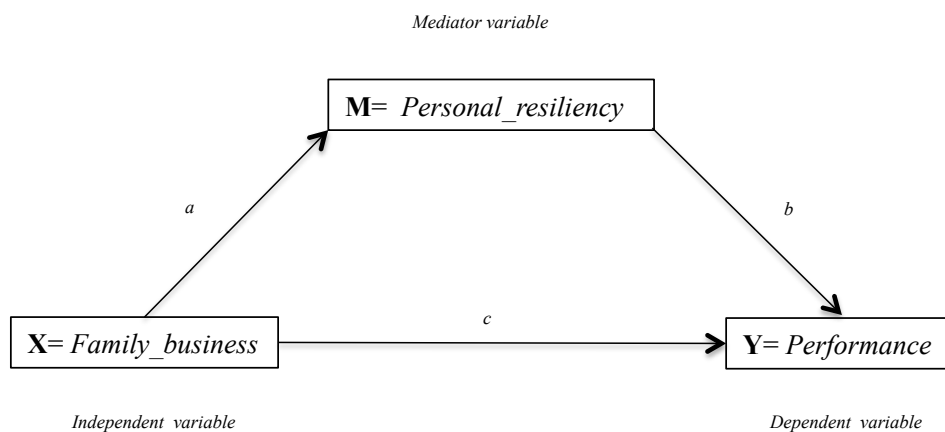 Mediator variable
M= Personal_resiliency
a
b
c
X= Family_business
Y= Performance
Independent variable
Dependent variable